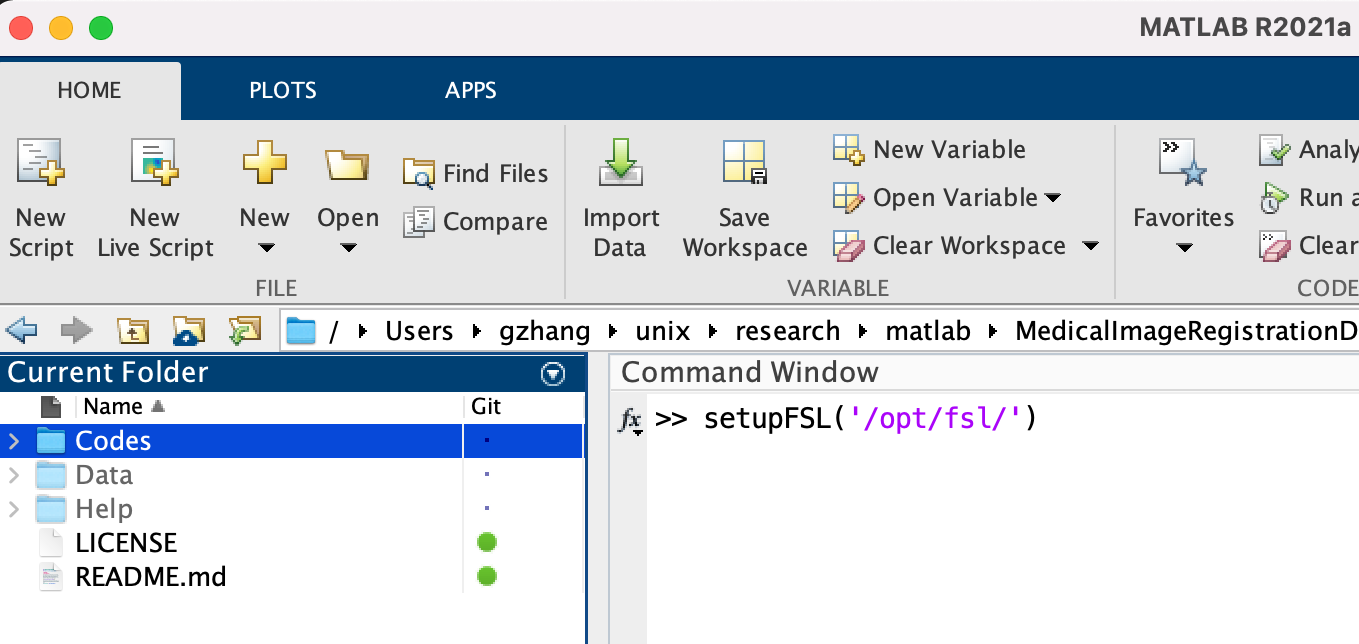 MATLAB R2021a
HOME PLOTS APPS
New Script
New Live Script
New
Open
Find Files
Compare
FILE
Import Data
Save Workspace
New Variable
Open Variable
Clear Workspace
VARIABLE
Favorites
Analy
Run a
Clear
CODE
/ Users gzhang unix research matlab MedicalImageRegistrationD
Current Folder
Name Git
Codes
Data
Help
LICENSE
README.md
Command Window
fx >> setupFSL('/opt/fsl/')